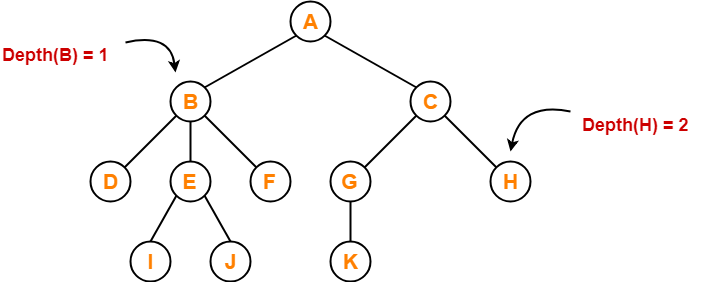 A
Depth(B) = 1
B
C
Depth(H) = 2
D
E
F
G
H
I
J
K